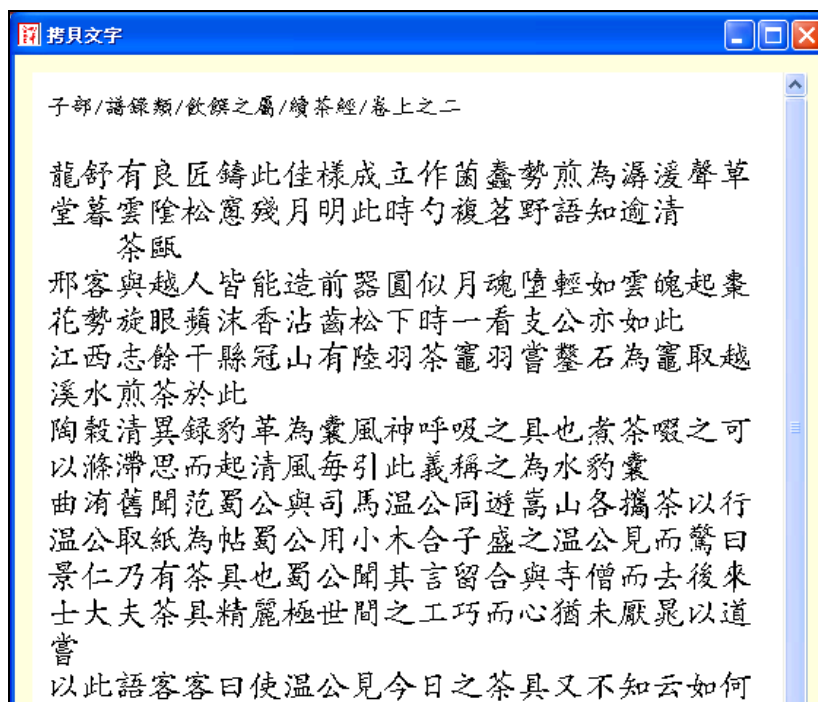 拷貝文字
子部/譜錄類/飲饌之屬/續茶經/卷上之二
龍舒有良匠鑄此佳樣成立作菌蠢勢煎為潺湲聲草
堂暮雲陰松窻殘月明此時勺複茗野語知逾清
茶甌
邢客與越人皆能造前器圓似月魂墮輕如雲魄起棗
花勢旋眼蘋沫香沾齒松下時一看支公亦如此
江西志餘干縣冠山有陸羽茶竈羽嘗鑿石為竈取越
溪水煎茶於此
陶穀清異録豹革為囊風神呼吸之具也煮茶啜之可
以滌滯思而起清風每引此義稱之為水豹囊
曲洧舊聞范蜀公與司馬温公同遊嵩山各攜茶以行
温公取紙為帖蜀公用小木合子盛之温公見而驚曰
景仁乃有茶具也蜀公聞其言留合與寺僧而去後來
士大夫茶具精麗極世間之工巧而心猶未厭晁以道
嘗
以此語客客曰使温公見今日之茶具又不知云如何